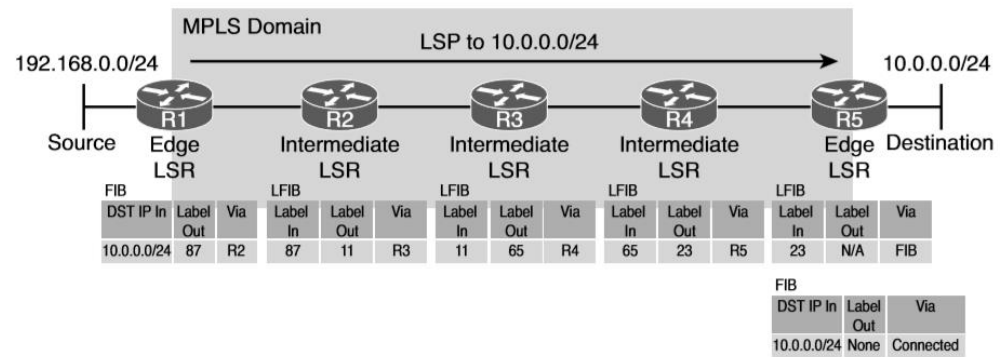 MPLS Domain
LSP to 10.0.0.0/24
192.168.0.0/24
10.0.0.0/24
R1
R2
R3
R4
R5
Source
Edge
LSR
Intermediate
LSR
Intermediate
LSR
Intermediate
LSR
Edge
LSR
Destination
FIB
DST IP In Label Out Via
10.0.0.0/24 87 R2
LFIB
Label In Label Out Via
87 11 R3
LFIB
Label In Label Out Via
11 65 R4
LFIB
Label In Label Out Via
65 23 R5
LFIB
Label In Label Out Via
23 N/A FIB
FIB
DST IP In Label Out Via
10.0.0.0/24 None Connected